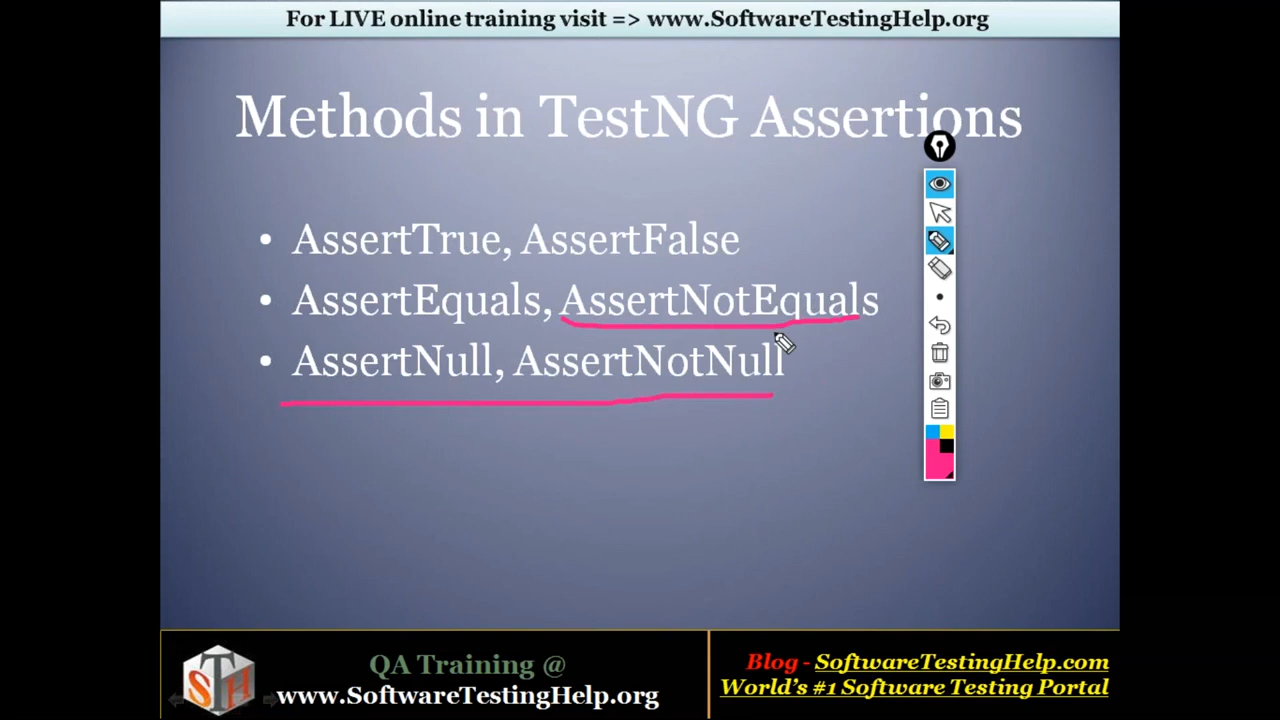 For LIVE online training visit => www.SoftwareTestingHelp.org
Methods in TestNG Assertions
• AssertTrue, AssertFalse
• AssertEquals, AssertNotEquals
• AssertNull, AssertNotNull
STH
QA Training @
www.SoftwareTestingHelp.org
Blog - SoftwareTestingHelp.com
World's #1 Software Testing Portal